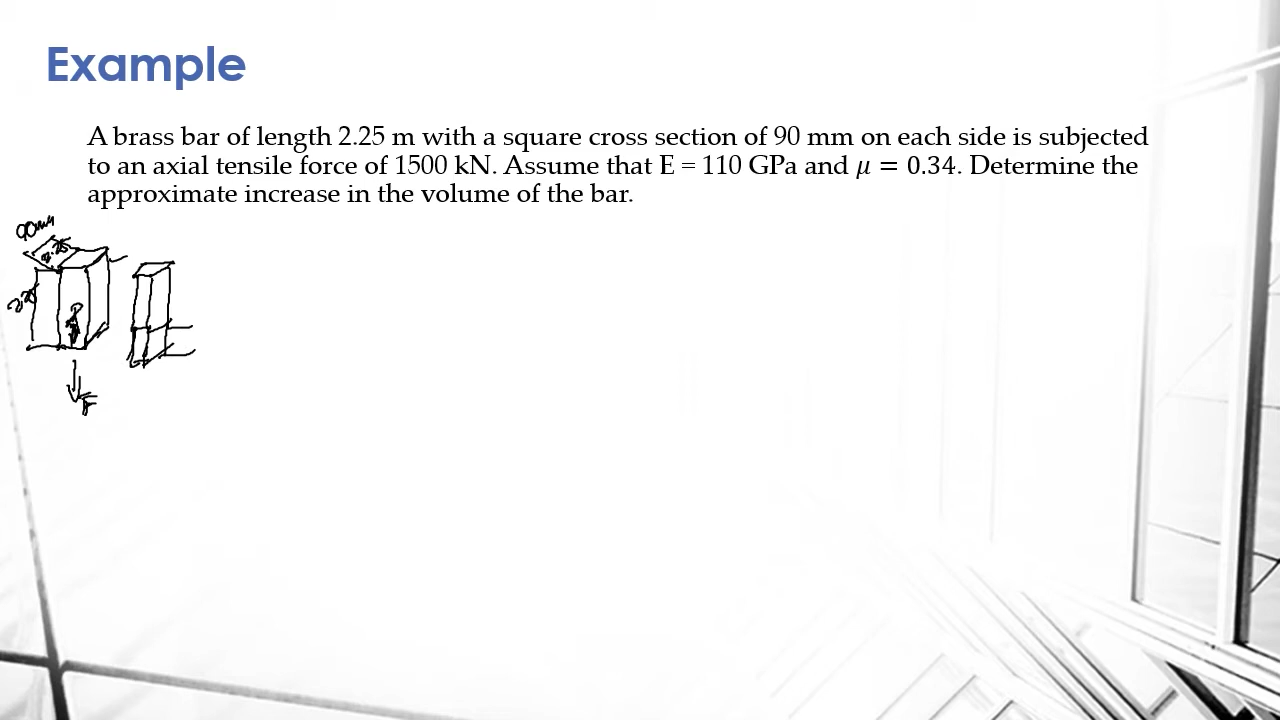 Example
A brass bar of length 2.25 m with a square cross section of 90 mm on each side is subjected
to an axial tensile force of 1500 kN. Assume that E = 110 GPa and 𝜇 = 0.34. Determine the
approximate increase in the volume of the bar.
90mm
2.25
F